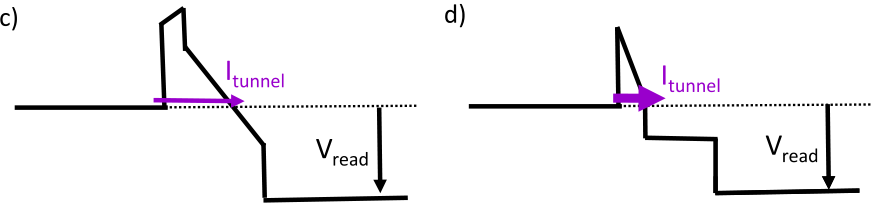 c)
I_tunnel
V_read
d)
I_tunnel
V_read